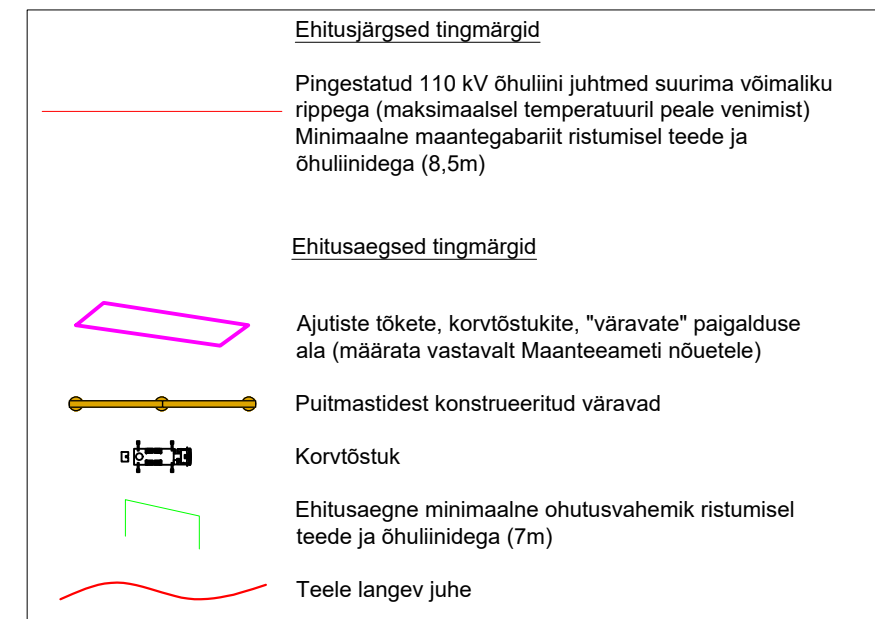 Ehitusjärgsed tingmärgid
Pingestatud 110 kV õhuliini juhtmed suurima võimaliku
rippega (maksimaalsel temperatuuril peale venimist)
Minimaalne maantegabariit ristumisel teede ja
õhuliinidega (8,5m)
Ehitusaegsed tingmärgid
Ajutiste tõkete, korvtõstukite, "väravate" paigalduse
ala (määrata vastavalt Maanteeameti nõuetele)
Puitmastidest konstrueeritud väravad
Korvtõstuk
Ehitusaegne minimaalne ohutusvahemik ristumisel
teede ja õhuliinidega (7m)
Teele langev juhe